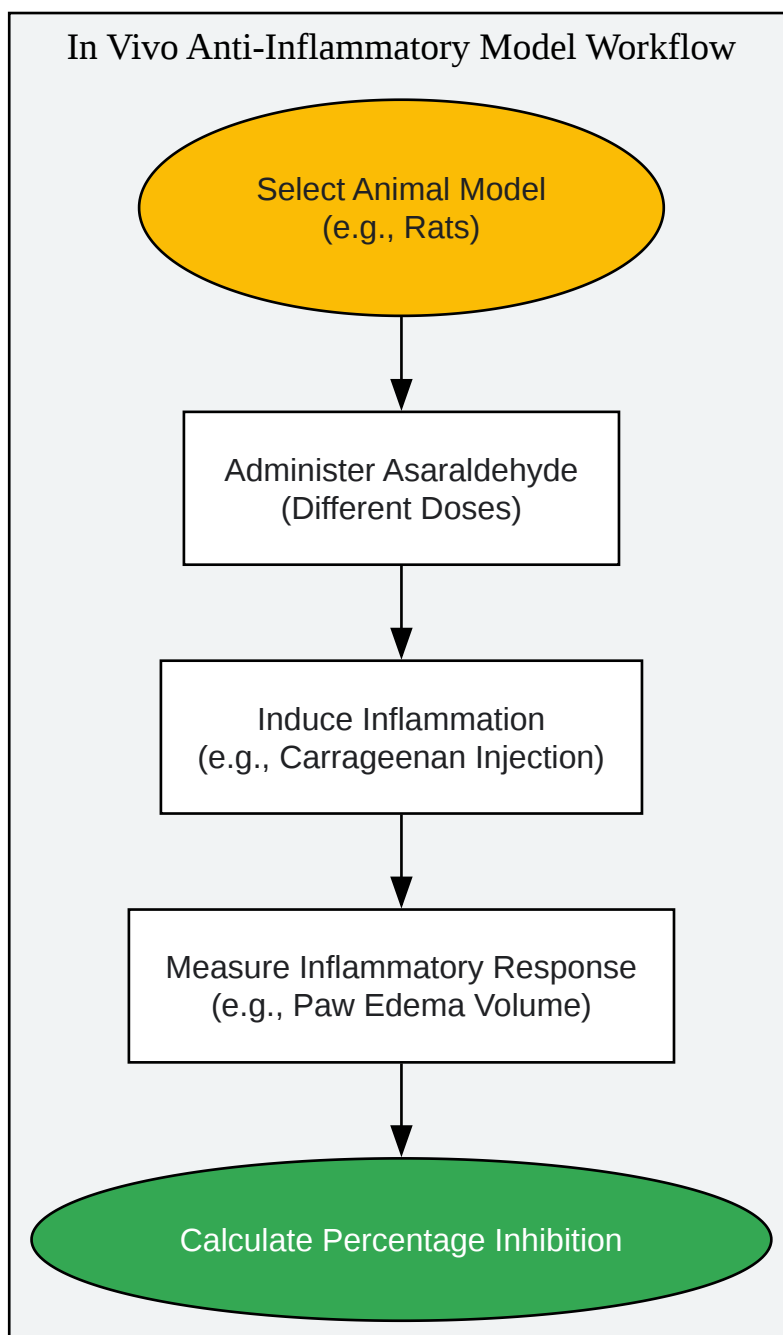 In Vivo Anti-Inflammatory Model Workflow
Select Animal Model
(e.g., Rats)
Administer Asaraldehyde
(Different Doses)
Induce Inflammation
(e.g., Carrageenan Injection)
Measure Inflammatory Response
(e.g., Paw Edema Volume)
Calculate Percentage Inhibition